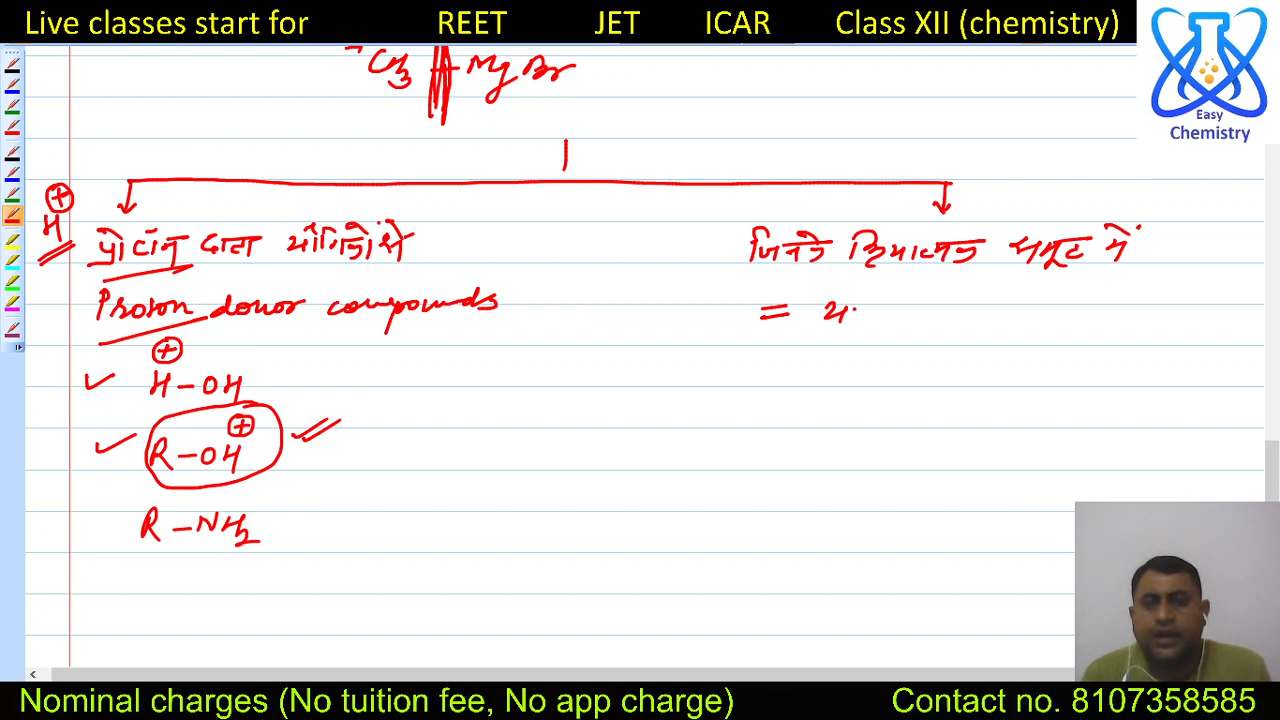 Live classes start for REET JET ICAR Class XII (chemistry)
Easy
Chemistry
CH3 MgBr
H+
प्रोटॉन दाता यौगिकों से
जिनके क्रियात्मक समूह में
Proton donor compounds
= य
+
H-OH
+
R-OH
R-NH2
Nominal charges (No tuition fee, No app charge) Contact no. 8107358585